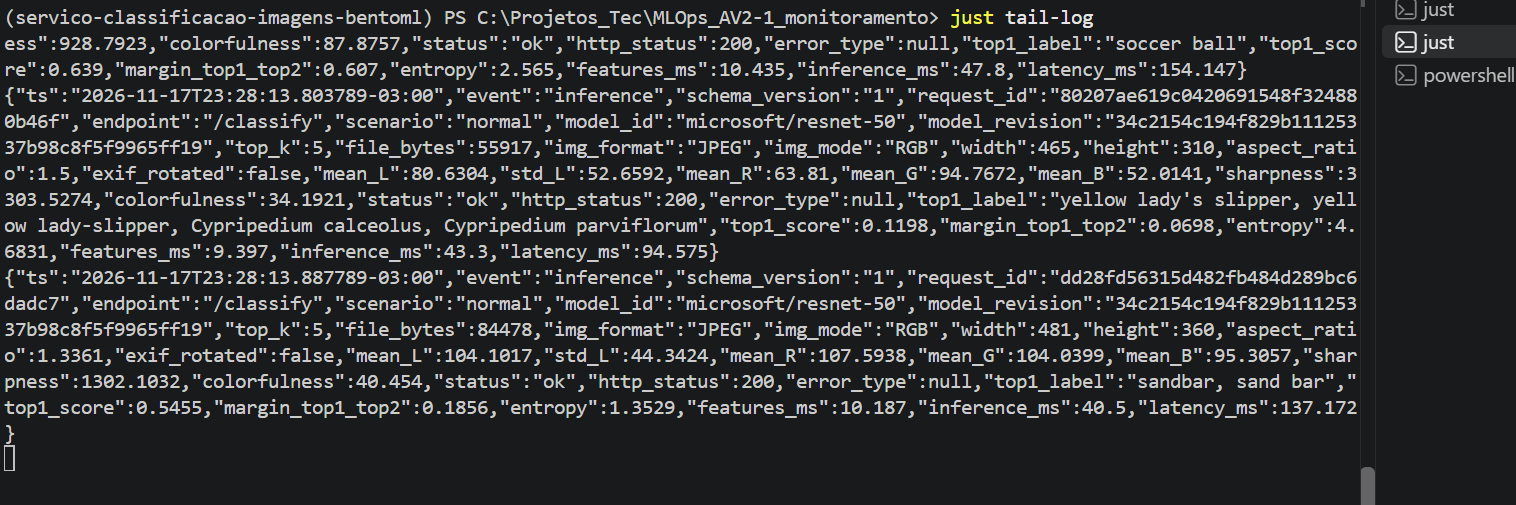 (servico-classificacao-imagens-bentoml) PS C:\Projetos_Tec\MLOps_AV2-1_monitoramento> just tail-log
ess":928.7923,"colorfulness":87.8757,"status":"ok","http_status":200,"error_type":null,"top1_label":"soccer ball","top1_sco
re":0.639,"margin_top1_top2":0.607,"entropy":2.565,"features_ms":10.435,"inference_ms":47.8,"latency_ms":154.147}
{"ts":"2026-11-17T23:28:13.803789-03:00","event":"inference","schema_version":"1","request_id":"80207ae619c0420691548f32488
0b46f","endpoint":"/classify","scenario":"normal","model_id":"microsoft/resnet-50","model_revision":"34c2154c194f829b111253
37b98c8f5f9965ff19","top_k":5,"file_bytes":55917,"img_format":"JPEG","img_mode":"RGB","width":465,"height":310,"aspect_rati
o":1.5,"exif_rotated":false,"mean_L":80.6304,"std_L":52.6592,"mean_R":63.81,"mean_G":94.7672,"mean_B":52.0141,"sharpness":3
303.5274,"colorfulness":34.1921,"status":"ok","http_status":200,"error_type":null,"top1_label":"yellow lady's slipper, yell
ow lady-slipper, Cypripedium calceolus, Cypripedium parviflorum","top1_score":0.1198,"margin_top1_top2":0.0698,"entropy":4.
6831,"features_ms":9.397,"inference_ms":43.3,"latency_ms":94.575}
{"ts":"2026-11-17T23:28:13.887789-03:00","event":"inference","schema_version":"1","request_id":"dd28fd56315d482fb484d289bc6
dadc7","endpoint":"/classify","scenario":"normal","model_id":"microsoft/resnet-50","model_revision":"34c2154c194f829b111253
37b98c8f5f9965ff19","top_k":5,"file_bytes":84478,"img_format":"JPEG","img_mode":"RGB","width":481,"height":360,"aspect_rati
o":1.3361,"exif_rotated":false,"mean_L":104.1017,"std_L":44.3424,"mean_R":107.5938,"mean_G":104.0399,"mean_B":95.3057,"shar
pness":1302.1032,"colorfulness":40.454,"status":"ok","http_status":200,"error_type":null,"top1_label":"sandbar, sand bar","
top1_score":0.5455,"margin_top1_top2":0.1856,"entropy":1.3529,"features_ms":10.187,"inference_ms":40.5,"latency_ms":137.172
}
just
just
powershell